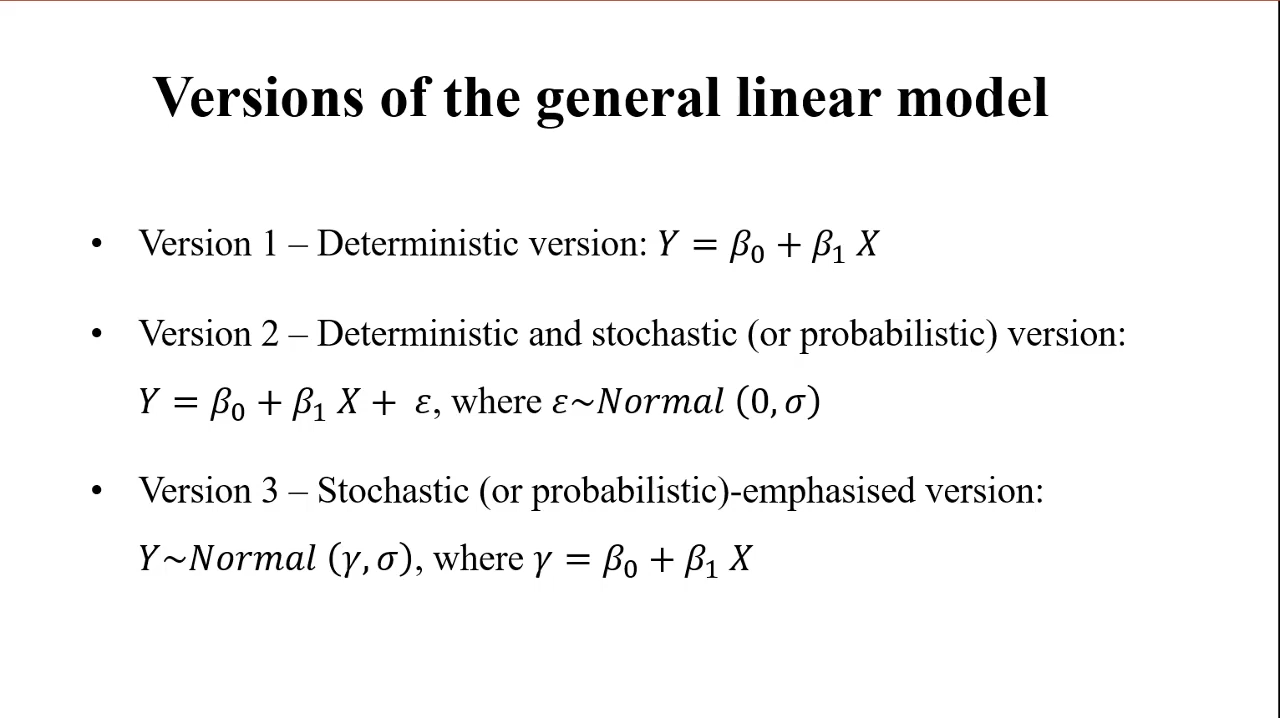 Versions of the general linear model
• Version 1 – Deterministic version: 𝑌 = 𝛽₀ + 𝛽₁ 𝑋
• Version 2 – Deterministic and stochastic (or probabilistic) version:
𝑌 = 𝛽₀ + 𝛽₁ 𝑋 + 𝜀, where 𝜀~𝑁𝑜𝑟𝑚𝑎𝑙 (0, 𝜎)
• Version 3 – Stochastic (or probabilistic)-emphasised version:
𝑌~𝑁𝑜𝑟𝑚𝑎𝑙 (𝛾, 𝜎), where 𝛾 = 𝛽₀ + 𝛽₁ 𝑋